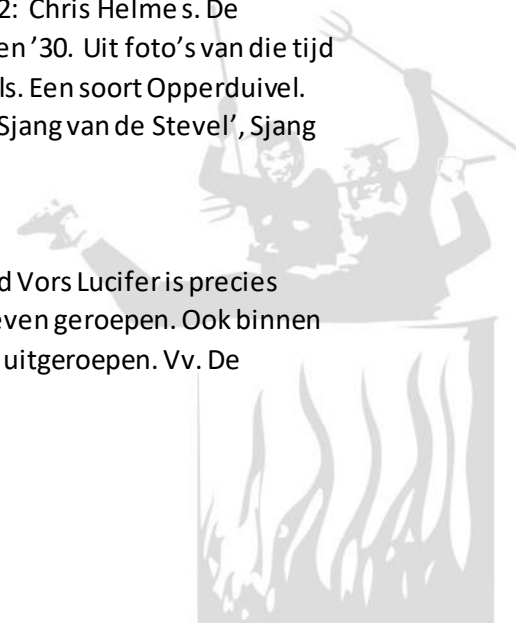 2: Chris Helmes. De
en ’30. Uit foto’s van die tijd
ls. Een soort Opperduivel.
Sjang van de Stevel’, Sjang
d Vors Lucifer is precies
even geroepen. Ook binnen
uitgeroepen. Vv. De